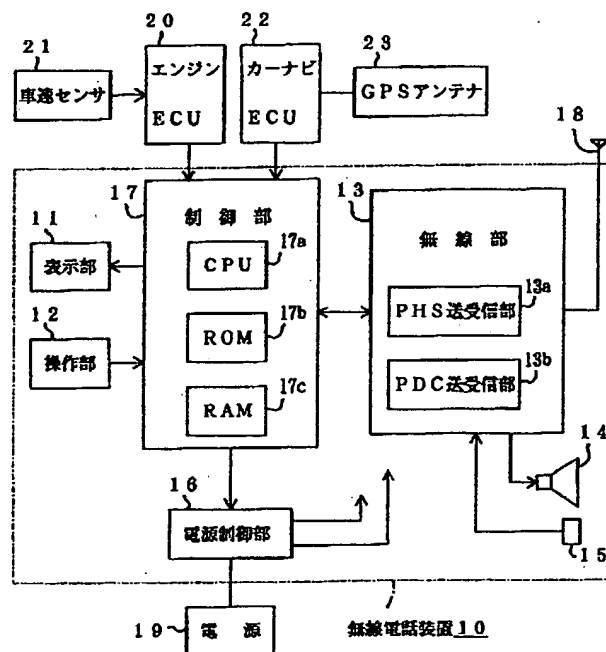 20
22
21
23
エンジン
ECU
カーナビ
ECU
車速センサ
GPSアンテナ
18
17
制御部
13
無線部
11
表示部
CPU
17a
PHS送受信部
13a
12
操作部
ROM
17b
PDC送受信部
13b
RAM
17c
14
16
電源制御部
15
19
電源
無線電話装置10